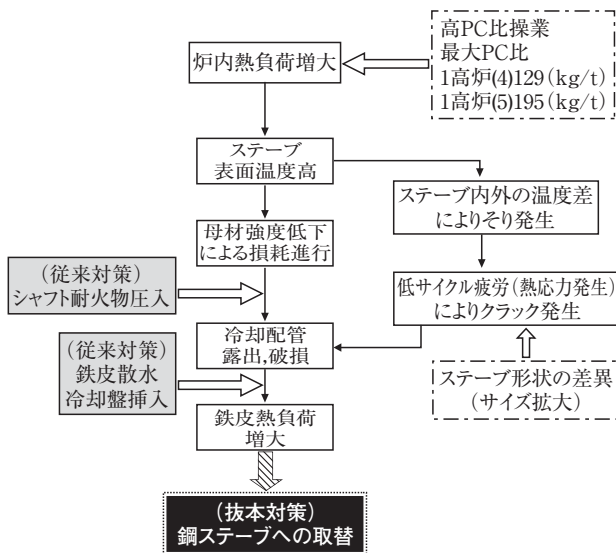 高PC比操業
最大PC比
1高炉(4)129(kg/t)
1高炉(5)195(kg/t)
炉内熱負荷増大
ステーブ
表面温度高
ステーブ内外の温度差
によりそり発生
母材強度低下
による損耗進行
(従来対策)
シャフト耐火物圧入
低サイクル疲労(熱応力発生)
によりクラック発生
冷却配管
露出,破損
(従来対策)
鉄皮散水
冷却盤挿入
ステーブ形状の差異
(サイズ拡大)
鉄皮熱負荷
増大
(抜本対策)
銅ステーブへの取替